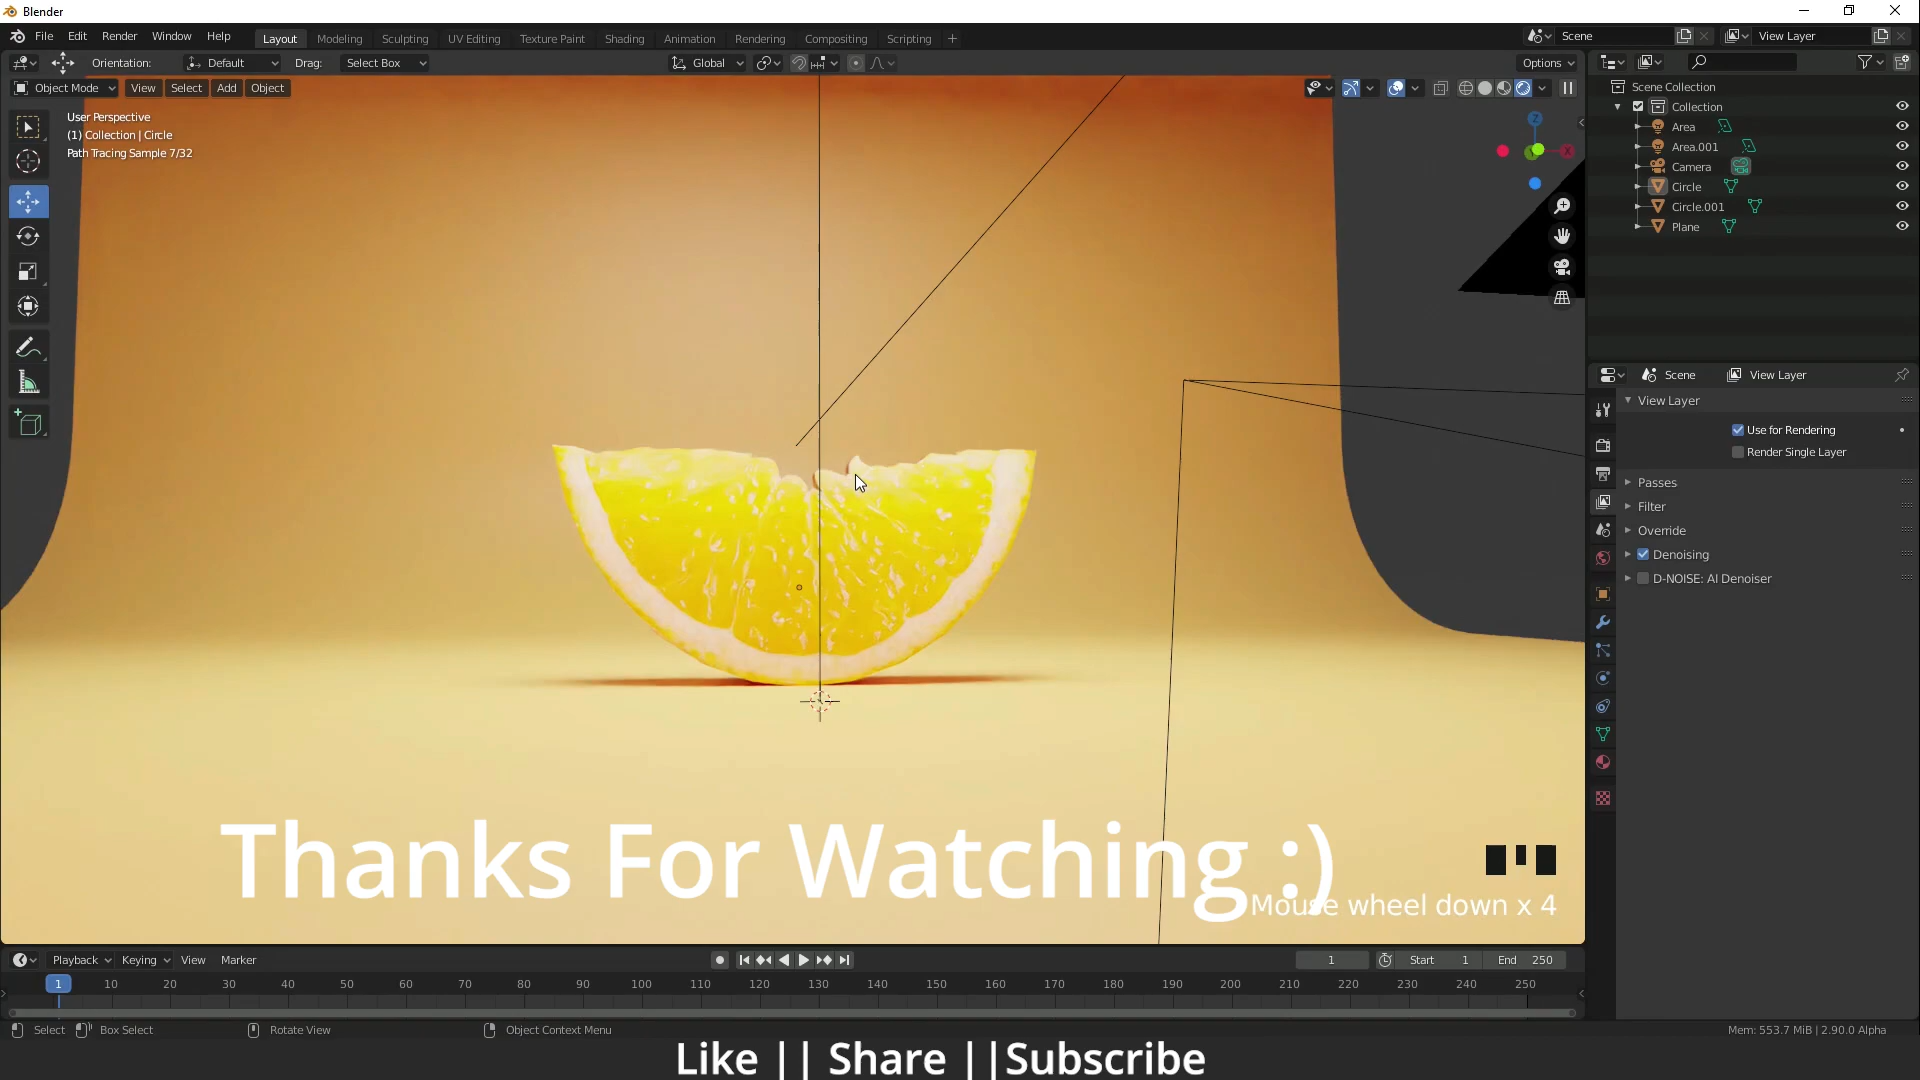 Blender
File Edit Render Window Help Layout Modeling Sculpting UV Editing Texture Paint Shading Animation Rendering Compositing Scripting + Scene View Layer
Orientation: Default Drag: Select Box Global Options
Object Mode View Select Add Object
User Perspective
(1) Collection | Circle
Path Tracing Sample 7/32
Z
Scene Collection
Collection
Area
Area.001
Camera
Circle
Circle.001
Plane
Scene View Layer
View Layer
Use for Rendering
Render Single Layer
Passes
Filter
Override
Denoising
D-NOISE: AI Denoiser
Thanks For Watching :)
Mouse wheel down x 4
Playback Keying View Marker 1 Start 1 End 250
1 10 20 30 40 50 60 70 80 90 100 110 120 130 140 150 160 170 180 190 200 210 220 230 240 250
Select Box Select Rotate View Object Context Menu Mem: 553.7 MiB | 2.90.0 Alpha
Like || Share ||Subscribe